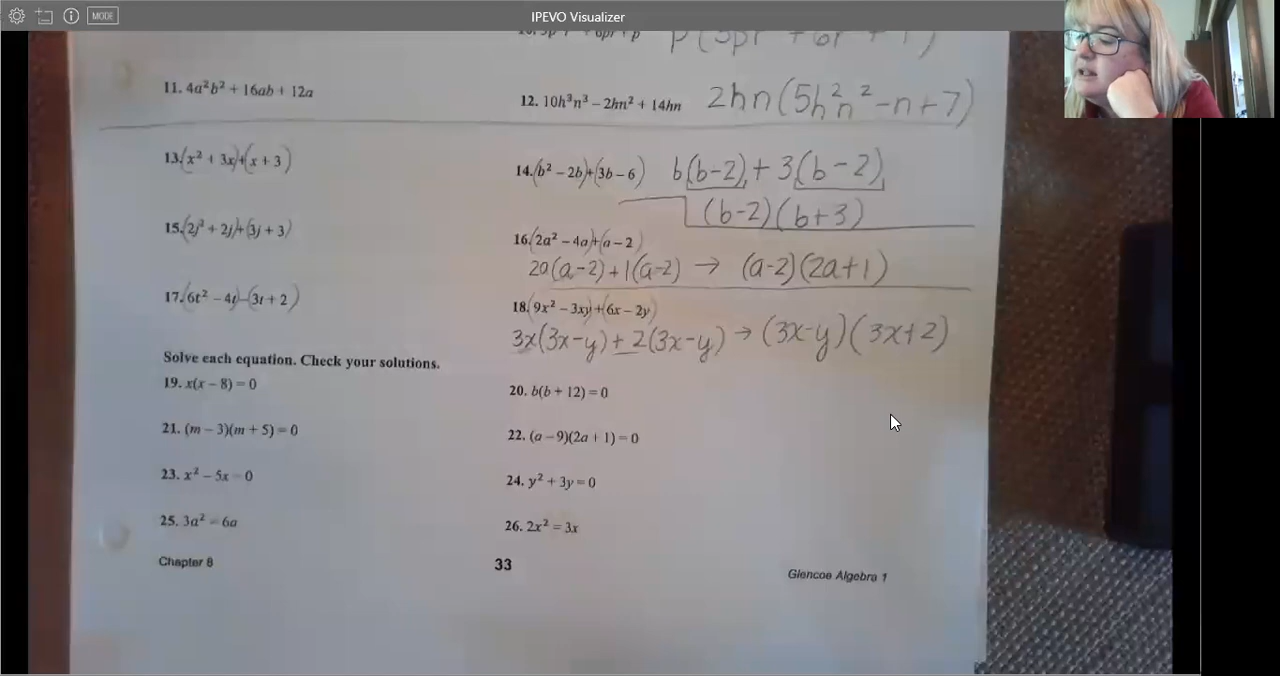 IPEVO Visualizer
MODE
11. 4a²b² + 16ab + 12a
12. 10h³n³ – 2hn² + 14hn 2hn(5h²n² - n + 7)
13. (x² + 3x)+(x + 3)
14. (b² – 2b)+(3b – 6) b(b-2) + 3(b-2)
(b-2)(b+3)
15. (2j² + 2j)+(3j + 3)
16. (2a² – 4a)+(a – 2)
2a(a-2) + 1(a-2) → (a-2)(2a+1)
17. (6t² – 4t)–(3t + 2)
18. (9x² – 3xy)+(6x – 2y)
3x(3x-y) + 2(3x-y) → (3x-y)(3x+2)
Solve each equation. Check your solutions.
19. x(x – 8) = 0
20. b(b + 12) = 0
21. (m – 3)(m + 5) = 0
22. (a – 9)(2a + 1) = 0
23. x² – 5x = 0
24. y² + 3y = 0
25. 3a² = 6a
26. 2x² = 3x
Chapter 8
33
Glencoe Algebra 1